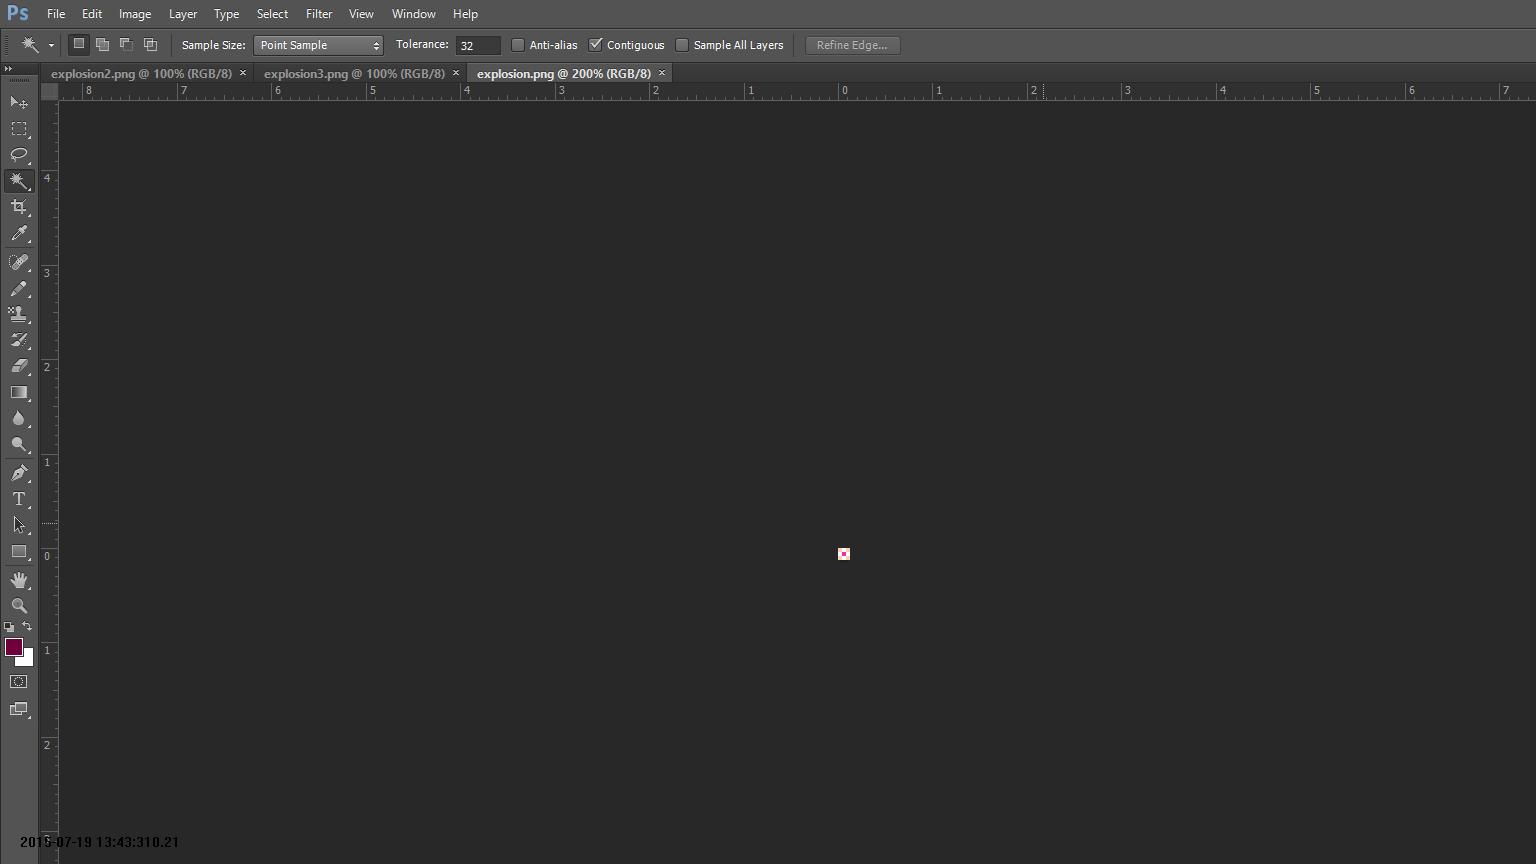 Ps File Edit Image Layer Type Select Filter View Window Help
Sample Size: Point Sample Tolerance: 32 Anti-alias Contiguous Sample All Layers Refine Edge...
explosion2.png @ 100% (RGB/8) × explosion3.png @ 100% (RGB/8) × explosion.png @ 200% (RGB/8) ×
8 7 6 5 4 3 2 1 0 1 2 3 4 5 6 7
4
3
2
1
T
0
1
2
2015-07-19 13:43:310.21